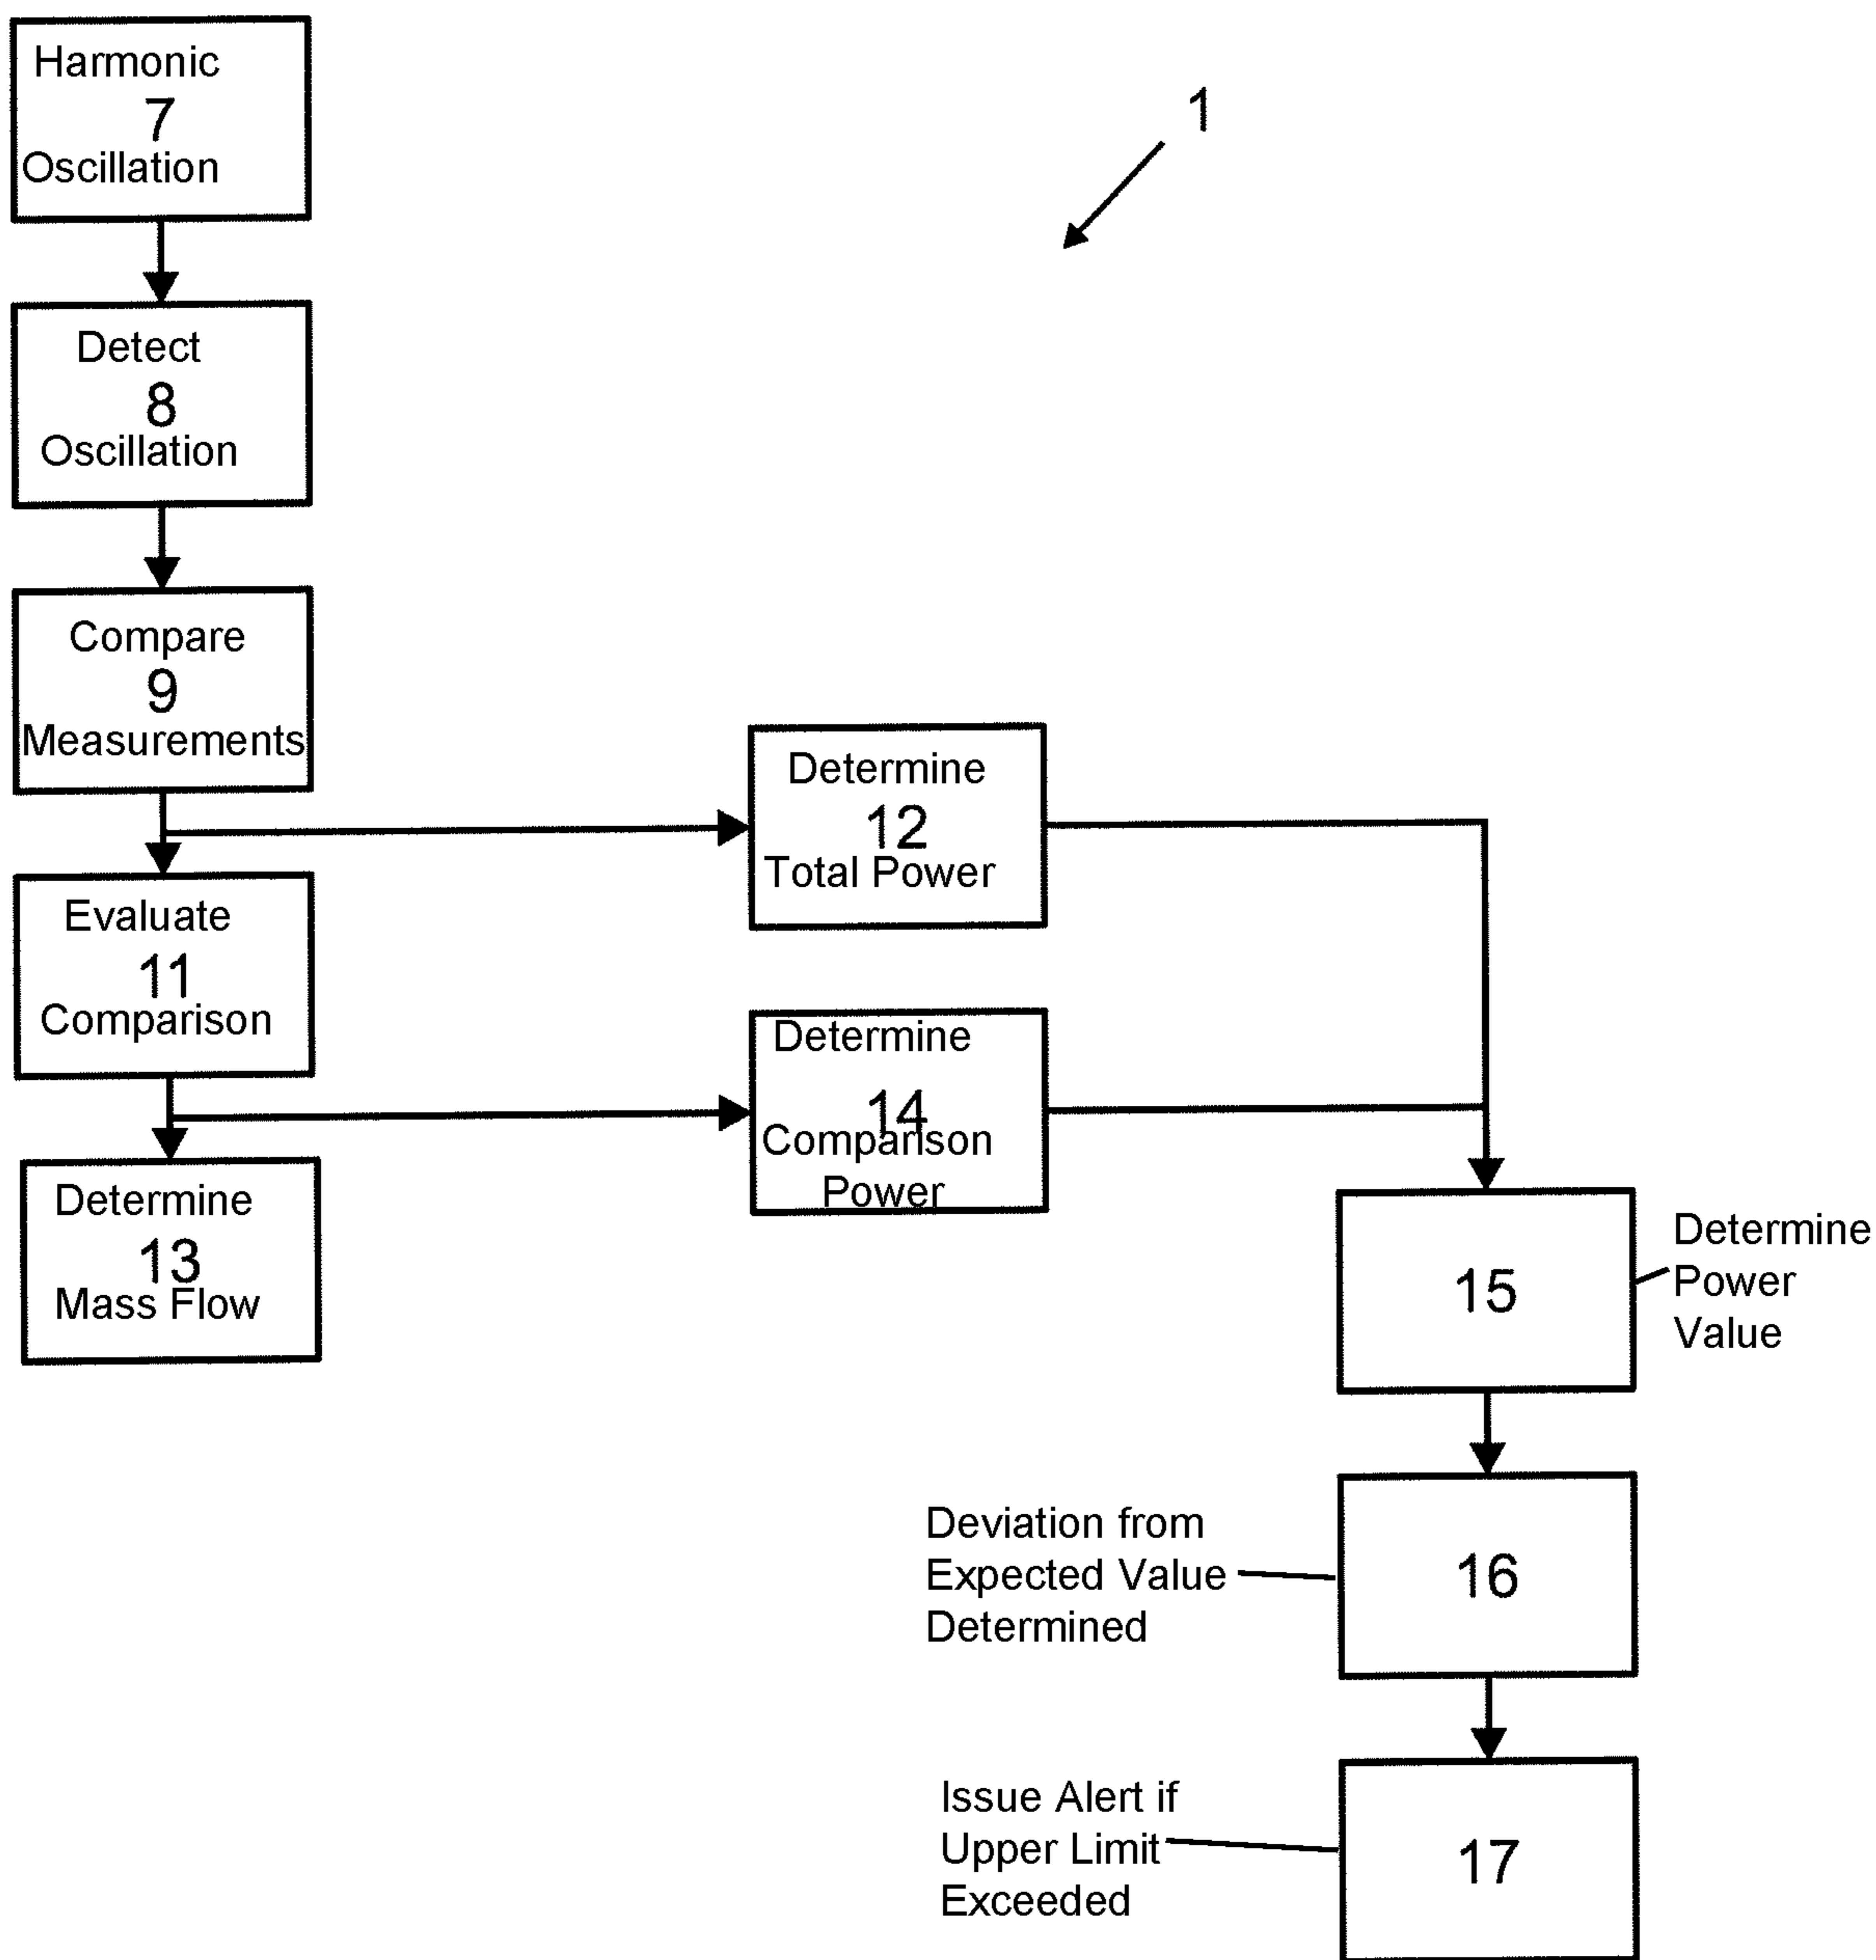 Harmonic
7
Oscillation
1
Detect
8
Oscillation
Compare
9
Measurements
Determine
12
Total Power
Evaluate
11
Comparison
Determine
14
Comparison
Power
Determine
13
Mass Flow
15
Determine
Power
Value
Deviation from
Expected Value
Determined
16
Issue Alert if
Upper Limit
Exceeded
17